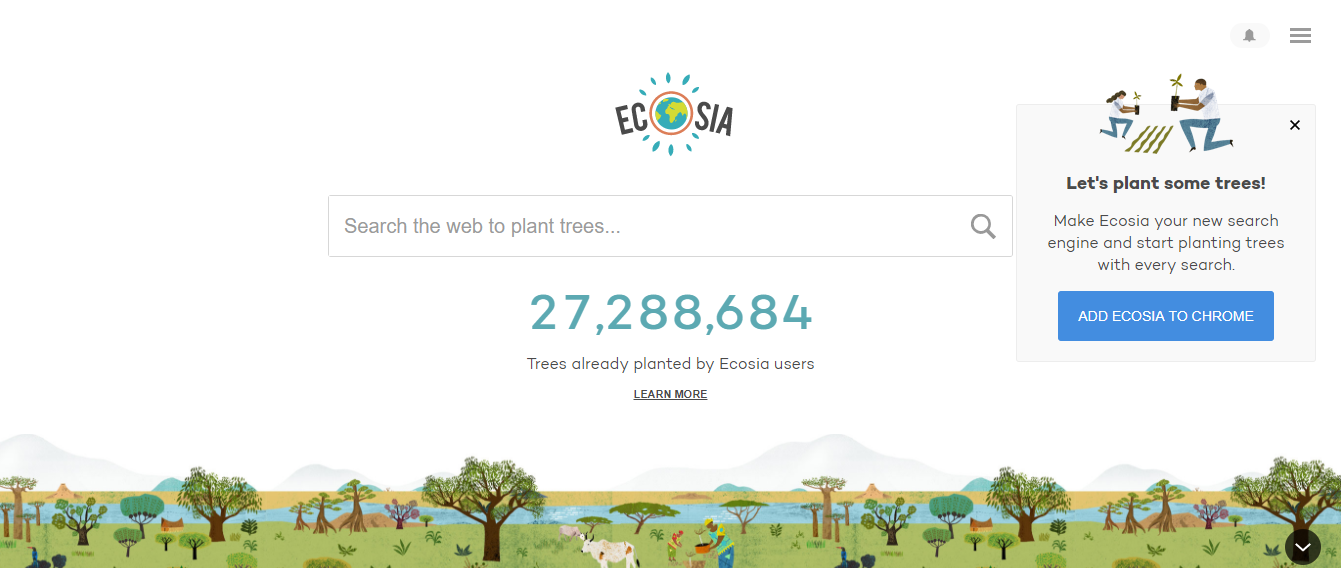 ECOSIA
Let's plant some trees!
Make Ecosia your new search
engine and start planting trees
with every search.
ADD ECOSIA TO CHROME
Search the web to plant trees...
27,288,684
Trees already planted by Ecosia users
LEARN MORE